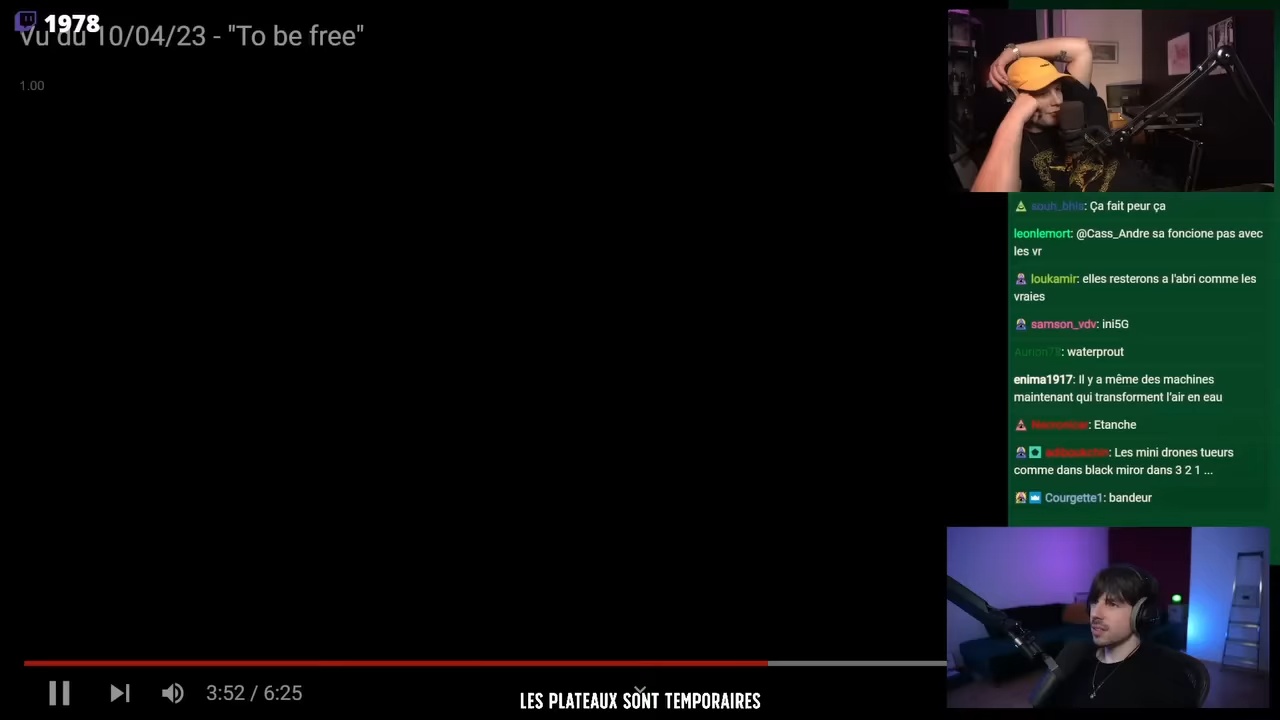 1978
Vu du 10/04/23 - "To be free"
1.00
souh_bhis: Ça fait peur ça
leonlemort: @Cass_Andre sa foncione pas avec
les vr
loukamir: elles resterons a l'abri comme les
vraies
samson_vdv: ini5G
: waterprout
enima1917: Il y a même des machines
maintenant qui transforment l'air en eau
: Etanche
: Les mini drones tueurs
comme dans black miror dans 3 2 1 ...
Courgette1: bandeur
3:52 / 6:25
LES PLATEAUX SONT TEMPORAIRES